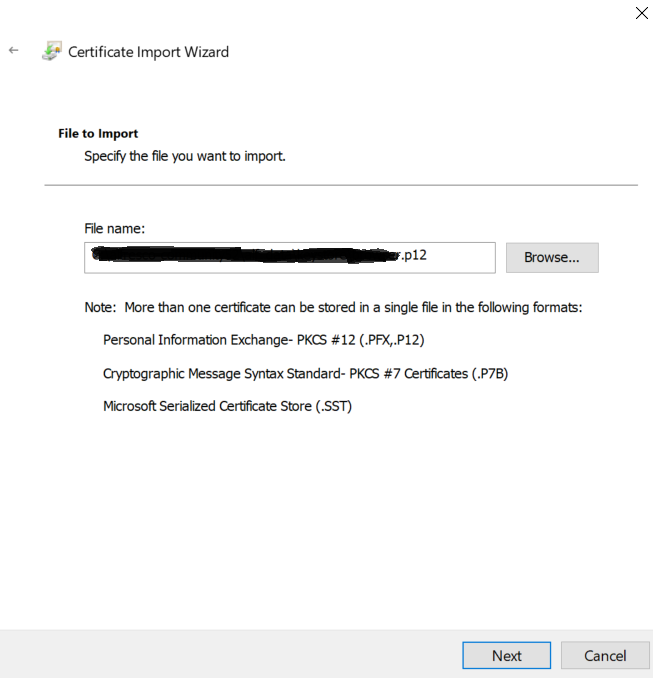 Certificate Import Wizard
File to Import
Specify the file you want to import.
File name:
.p12
Browse...
Note: More than one certificate can be stored in a single file in the following formats:
Personal Information Exchange- PKCS #12 (.PFX,.P12)
Cryptographic Message Syntax Standard- PKCS #7 Certificates (.P7B)
Microsoft Serialized Certificate Store (.SST)
Next
Cancel